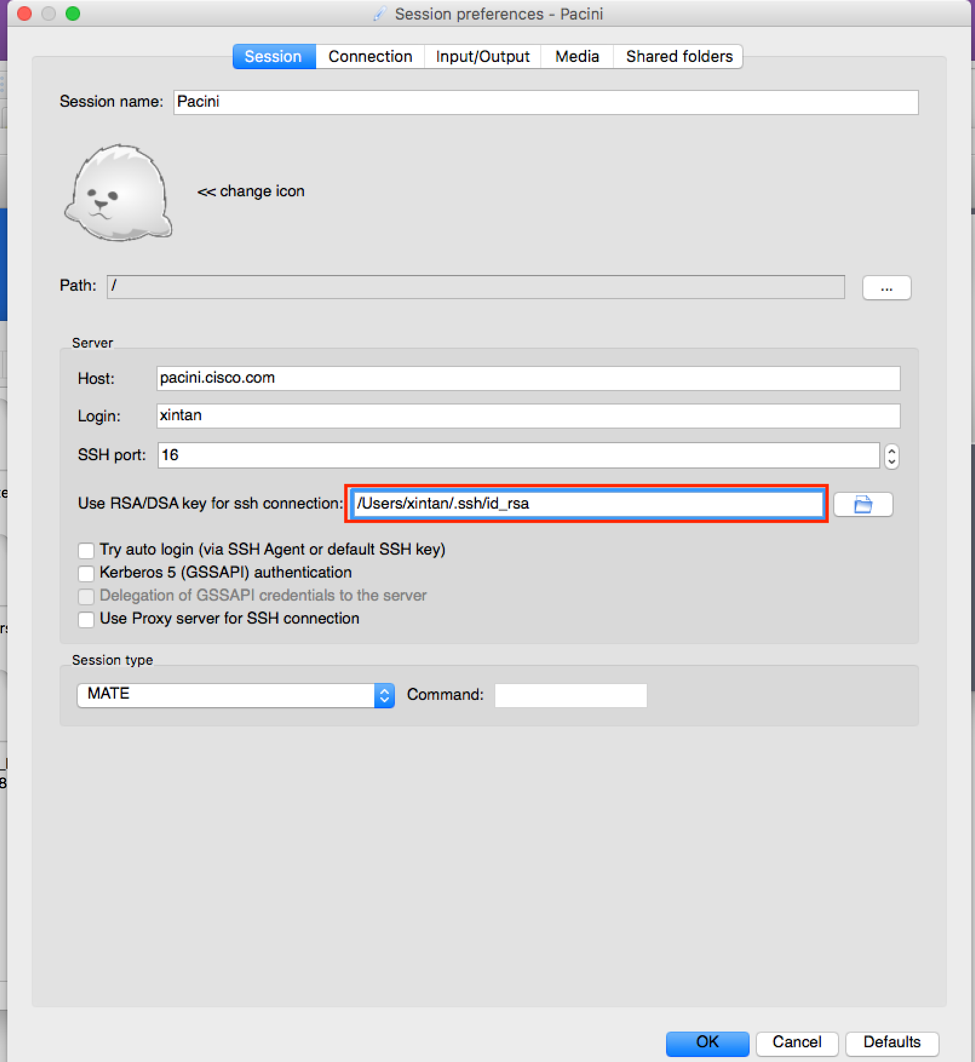 Session preferences - Pacini
Session Connection Input/Output Media Shared folders
Session name: Pacini
<< change icon
Path: / ...
Server
Host: pacini.cisco.com
Login: xintan
SSH port: 16
Use RSA/DSA key for ssh connection: /Users/xintan/.ssh/id_rsa
Try auto login (via SSH Agent or default SSH key)
Kerberos 5 (GSSAPI) authentication
Delegation of GSSAPI credentials to the server
Use Proxy server for SSH connection
Session type
MATE Command:
OK Cancel Defaults